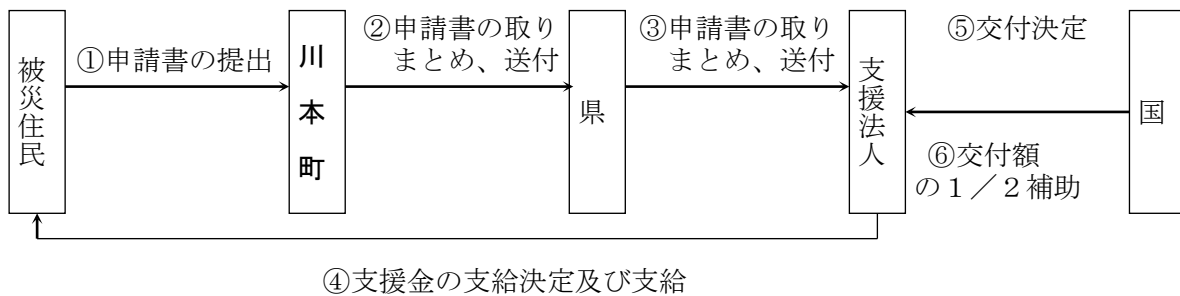 被災住民
①申請書の提出
川本町
②申請書の取り
まとめ、送付
県
③申請書の取り
まとめ、送付
支援法人
⑤交付決定
⑥交付額
の１／２補助
国
④支援金の支給決定及び支給